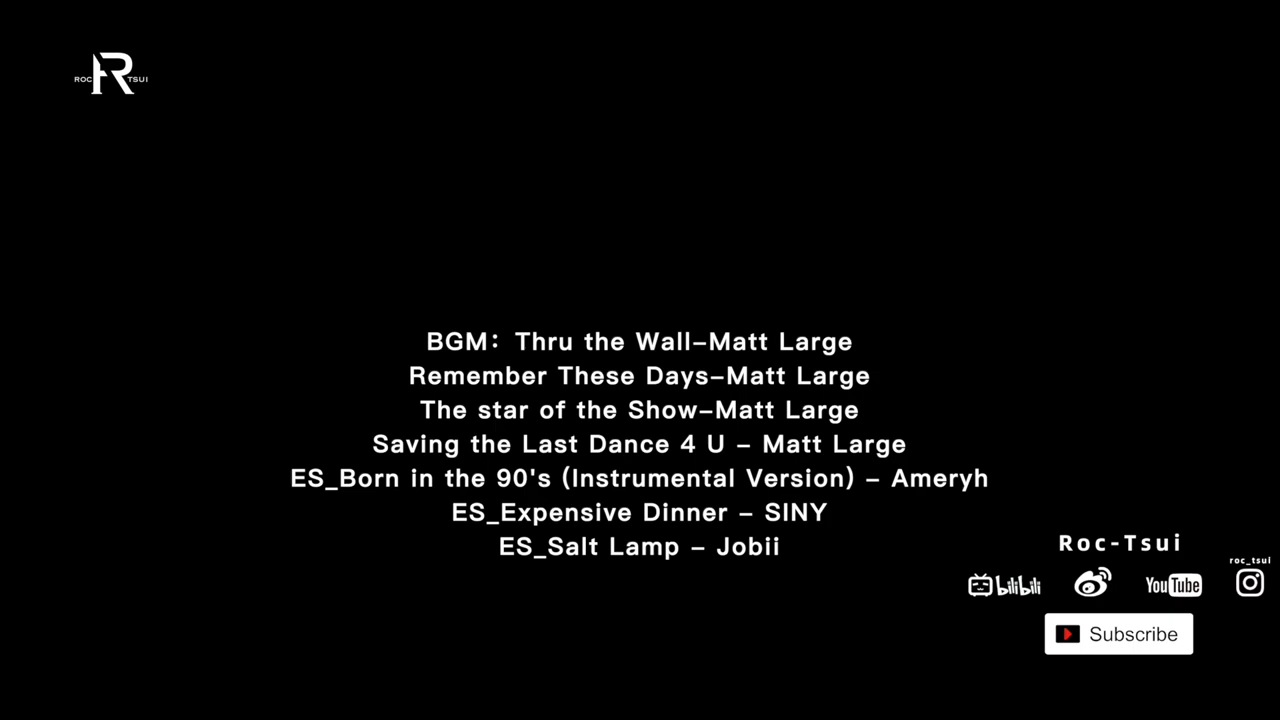 ROC R TSUI
BGM：Thru the Wall–Matt Large
Remember These Days–Matt Large
The star of the Show–Matt Large
Saving the Last Dance 4 U – Matt Large
ES_Born in the 90's (Instrumental Version) – Ameryh
ES_Expensive Dinner – SINY
ES_Salt Lamp – Jobii
Roc-Tsui
roc_tsui
bilibili
YouTube
Subscribe